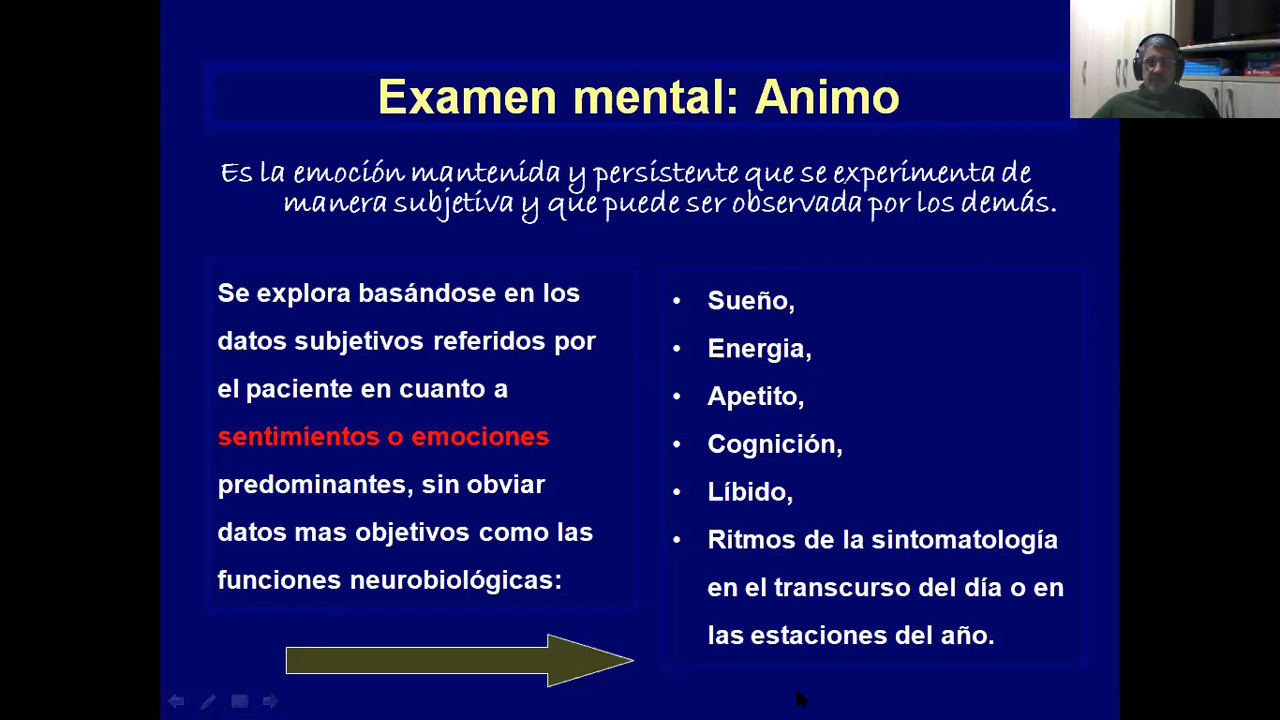 Examen mental: Animo
Es la emoción mantenida y persistente que se experimenta de
manera subjetiva y que puede ser observada por los demás.
Se explora basándose en los
datos subjetivos referidos por
el paciente en cuanto a
sentimientos o emociones
predominantes, sin obviar
datos mas objetivos como las
funciones neurobiológicas:
• Sueño,
• Energia,
• Apetito,
• Cognición,
• Líbido,
• Ritmos de la sintomatología
en el transcurso del día o en
las estaciones del año.